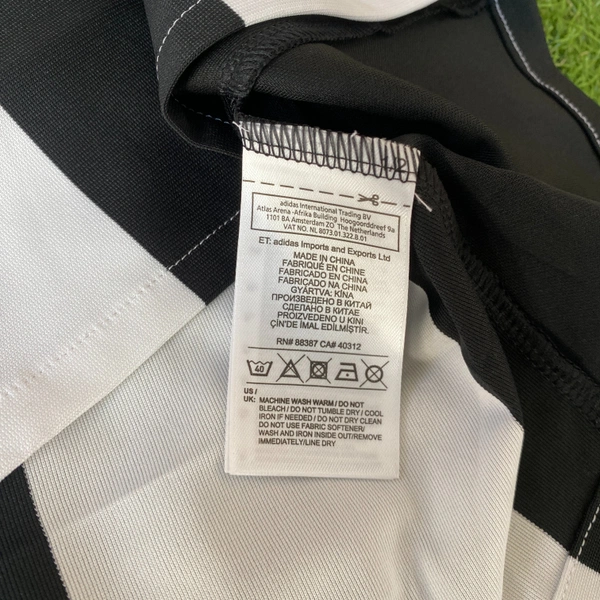 adidas International Trading BV
Atlas Arena -Afrika Building Hoogoorddreef 9a
1101 BA Amsterdam ZO The Netherlands
VAT NO. NL 8073.01.322.B.01
ET: adidas Imports and Exports Ltd
MADE IN CHINA
FABRIQUÉ EN CHINE
FABRICADO EN CHINA
FABRICADO NA CHINA
GYÁRTVA: KÍNA
ПРОИЗВЕДЕНО В КИТАЙ
СДЕЛАНО В КИТАЕ
PROIZVEDENO U KINI
ÇİN'DE İMAL EDİLMİŞTİR.
RN# 88387 CA# 40312
40
US /
UK: MACHINE WASH WARM / DO NOT
BLEACH / DO NOT TUMBLE DRY / COOL
IRON IF NEEDED / DO NOT DRY CLEAN
DO NOT USE FABRIC SOFTENER/
WASH AND IRON INSIDE OUT/REMOVE
IMMEDIATELY/LINE DRY